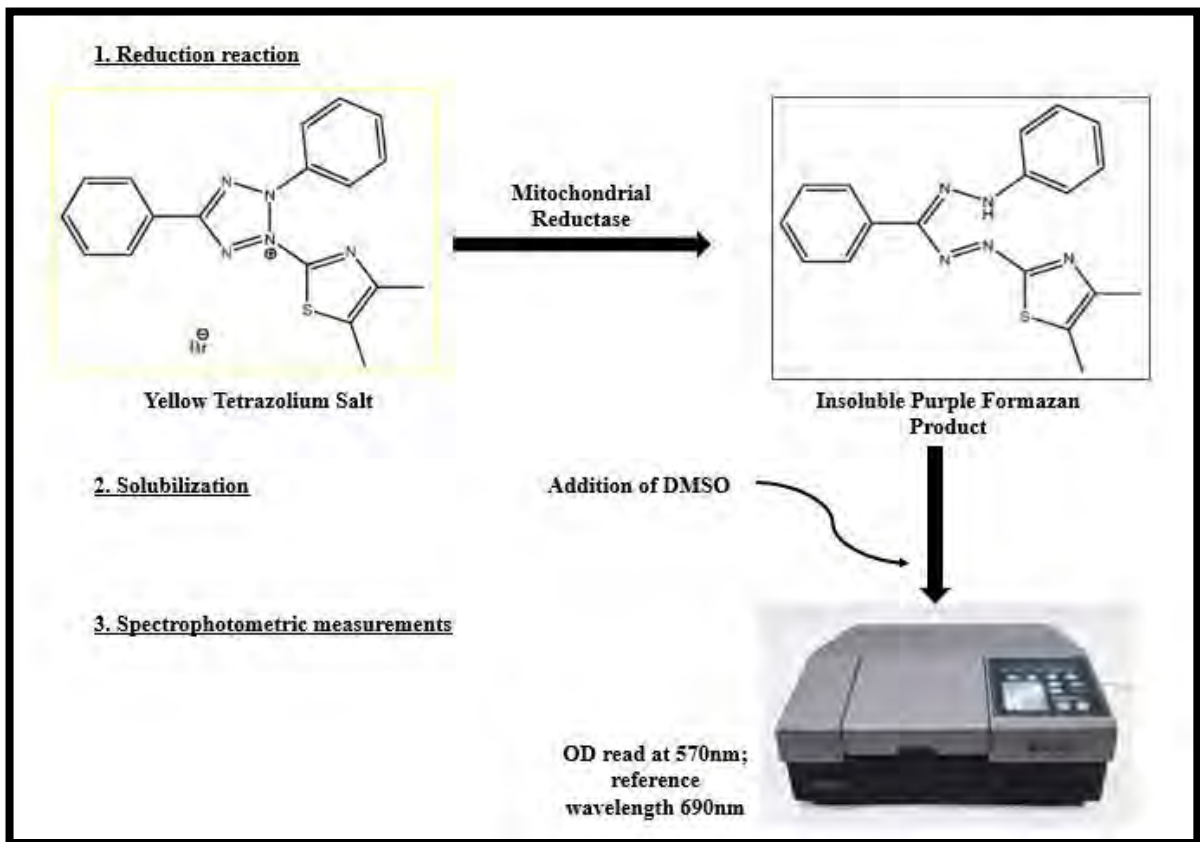 1. Reduction reaction
N
N
N
N
⊕
N
S
⊖
Br
Mitochondrial
Reductase
N
N
H
N
N
N
S
Yellow Tetrazolium Salt
Insoluble Purple Formazan
Product
2. Solubilization
Addition of DMSO
3. Spectrophotometric measurements
OD read at 570nm;
reference
wavelength 690nm